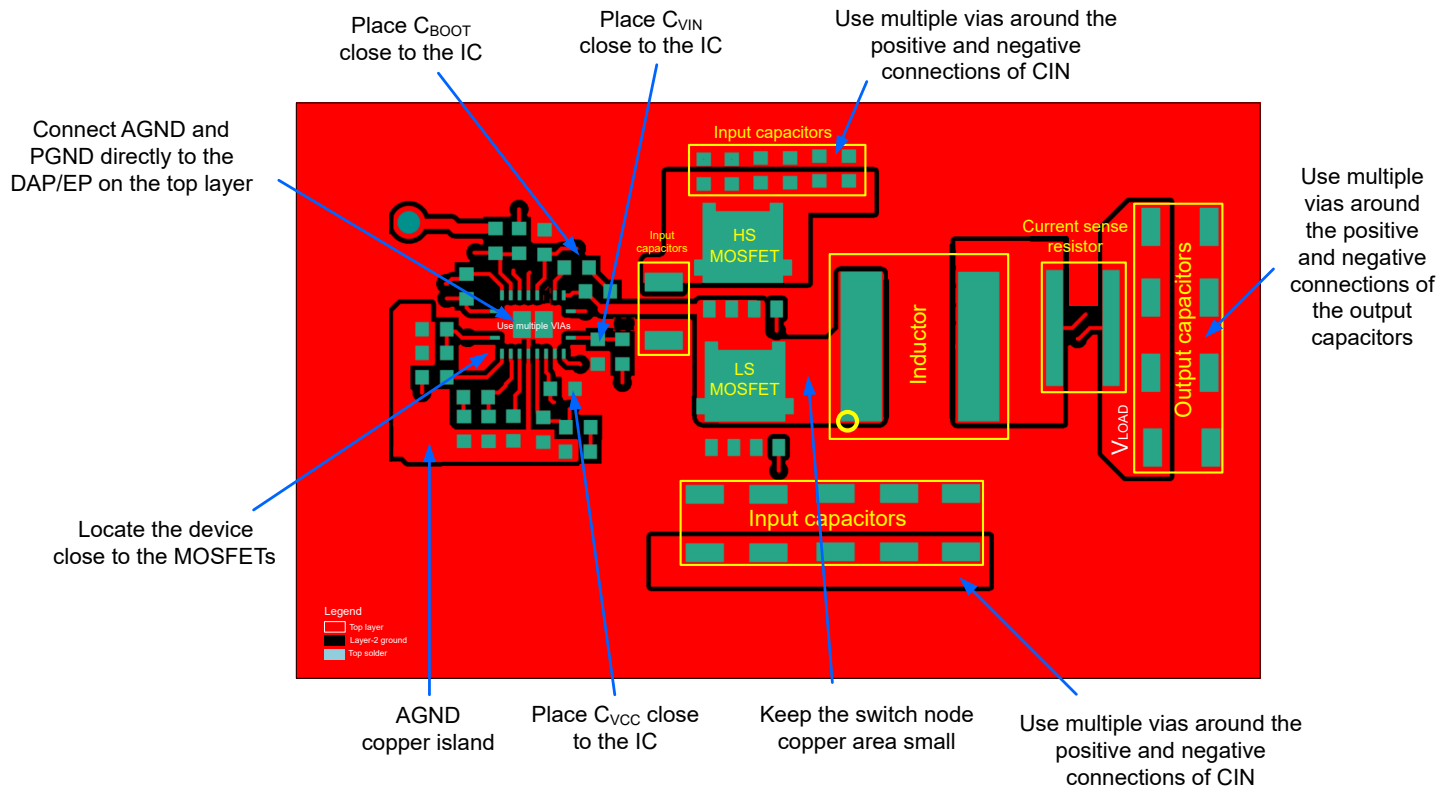 Place CBOOT
close to the IC
Place CVIN
close to the IC
Use multiple vias around the
positive and negative
connections of CIN
Connect AGND and
PGND directly to the
DAP/EP on the top layer
Input capacitors
Use multiple
vias around
the positive
and negative
connections of
the output
capacitors
Input
capacitors
HS
MOSFET
Current sense
resistor
Use multiple VIAs
LS
MOSFET
Inductor
Output capacitors
VLOAD
Input capacitors
Locate the device
close to the MOSFETs
Legend
Top layer
Layer-2 ground
Top solder
AGND
copper island
Place CVCC close
to the IC
Keep the switch node
copper area small
Use multiple vias around the
positive and negative
connections of CIN